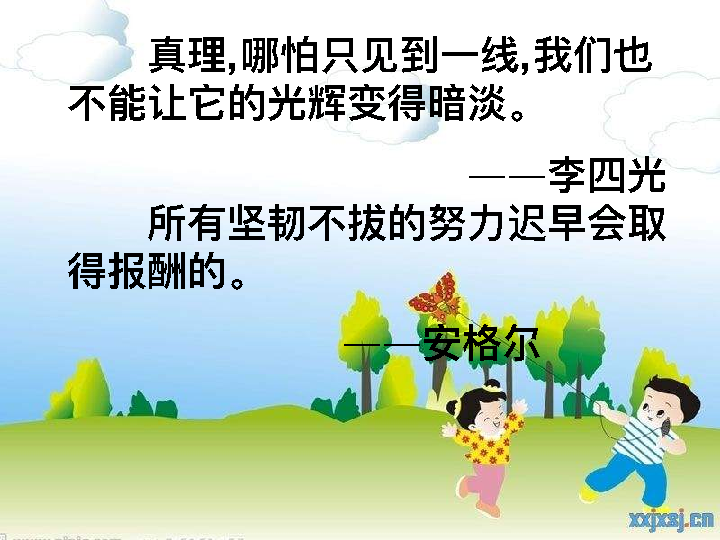 真理,哪怕只见到一线,我们也
不能让它的光辉变得暗淡。
——李四光
所有坚韧不拔的努力迟早会取
得报酬的。
——安格尔
xxjxsj.cn